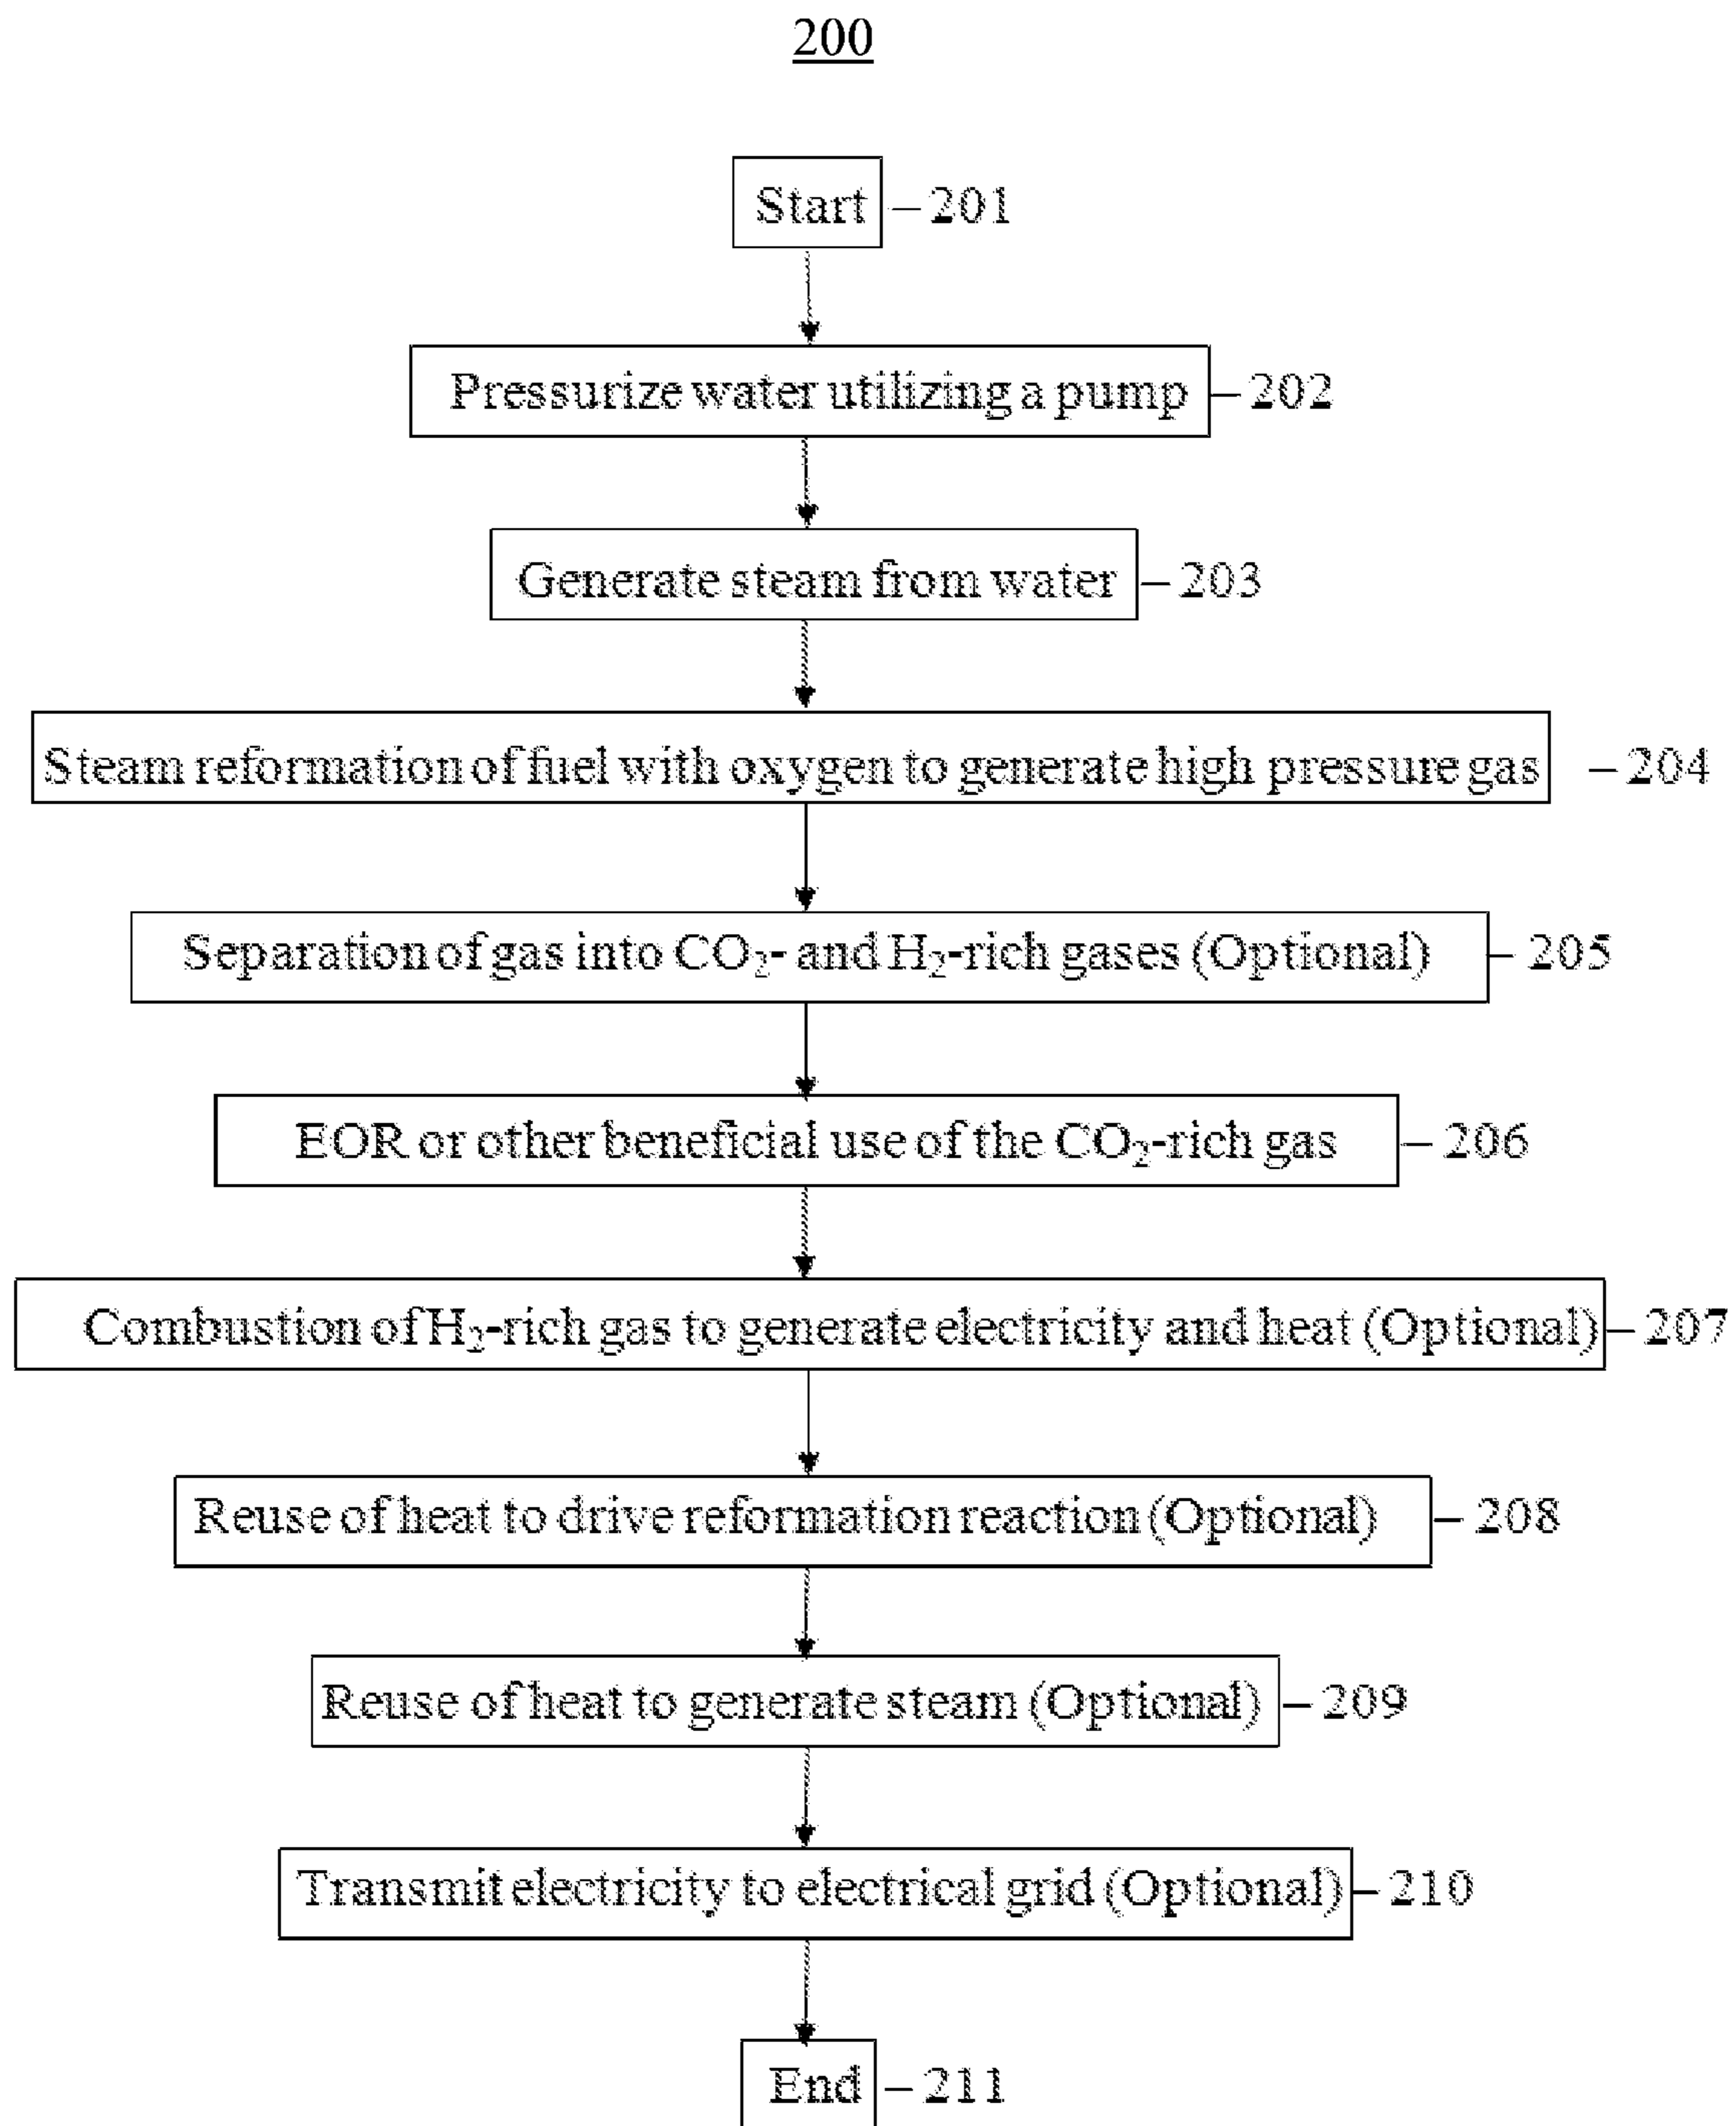 200
Start – 201
Pressurize water utilizing a pump – 202
Generate steam from water – 203
Steam reformation of fuel with oxygen to generate high pressure gas – 204
Separation of gas into CO₂- and H₂-rich gases (Optional) – 205
EOR or other beneficial use of the CO₂-rich gas – 206
Combustion of H₂-rich gas to generate electricity and heat (Optional) – 207
Reuse of heat to drive reformation reaction (Optional) – 208
Reuse of heat to generate steam (Optional) – 209
Transmit electricity to electrical grid (Optional) – 210
End – 211